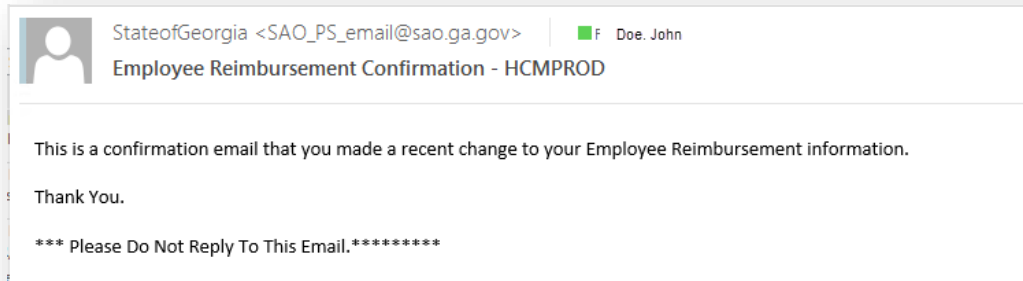 StateofGeorgia <SAO_PS_email@sao.ga.gov> F Doe. John
Employee Reimbursement Confirmation - HCMPROD
This is a confirmation email that you made a recent change to your Employee Reimbursement information.
Thank You.
*** Please Do Not Reply To This Email.*********